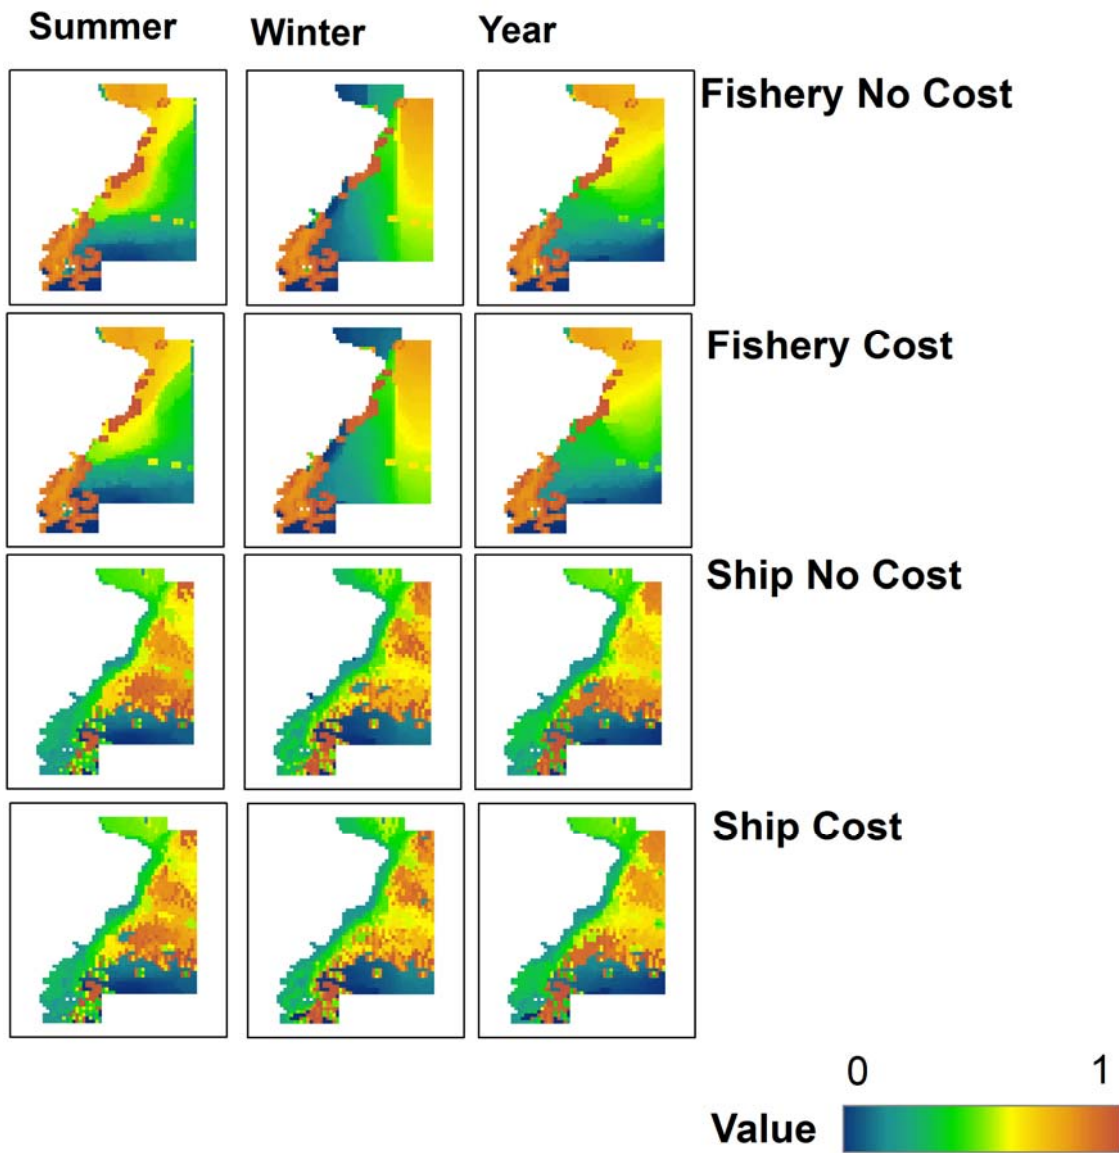 Summer Winter Year
Fishery No Cost
Fishery Cost
Ship No Cost
Ship Cost
0 1
Value